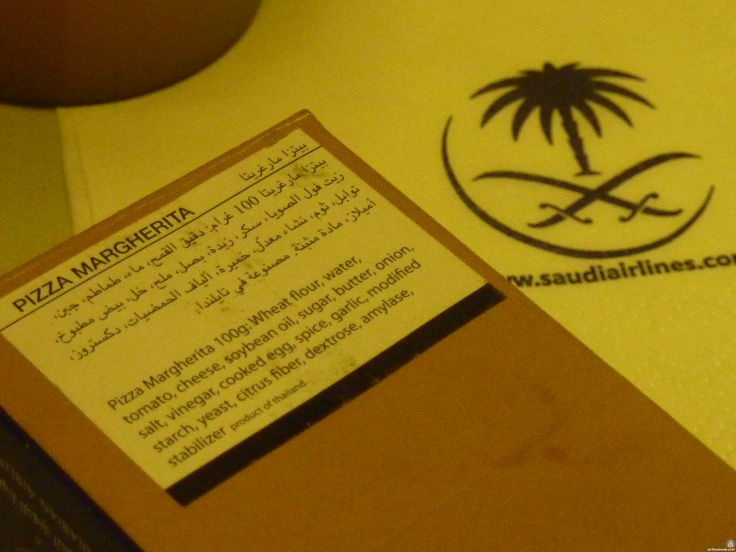 PIZZA MARGHERITA
بيتزا مارغريتا
بيتزا مارغريتا 100 غرام: دقيق القمح، ماء، طماطم، جبن،
زيت فول الصويا، سكر، زبدة، بصل، ملح، خل، بيض مطبوخ،
توابل، ثوم، نشاء معدل، خميرة، ألياف الحمضيات، دكستروز،
أميلاز، مادة مثبتة. مصنوعة في تايلندا.
Pizza Margherita 100g: Wheat flour, water,
tomato, cheese, soybean oil, sugar, butter, onion,
salt, vinegar, cooked egg, spice, garlic, modified
starch, yeast, citrus fiber, dextrose, amylase,
stabilizer product of thailand.
www.saudiairlines.com